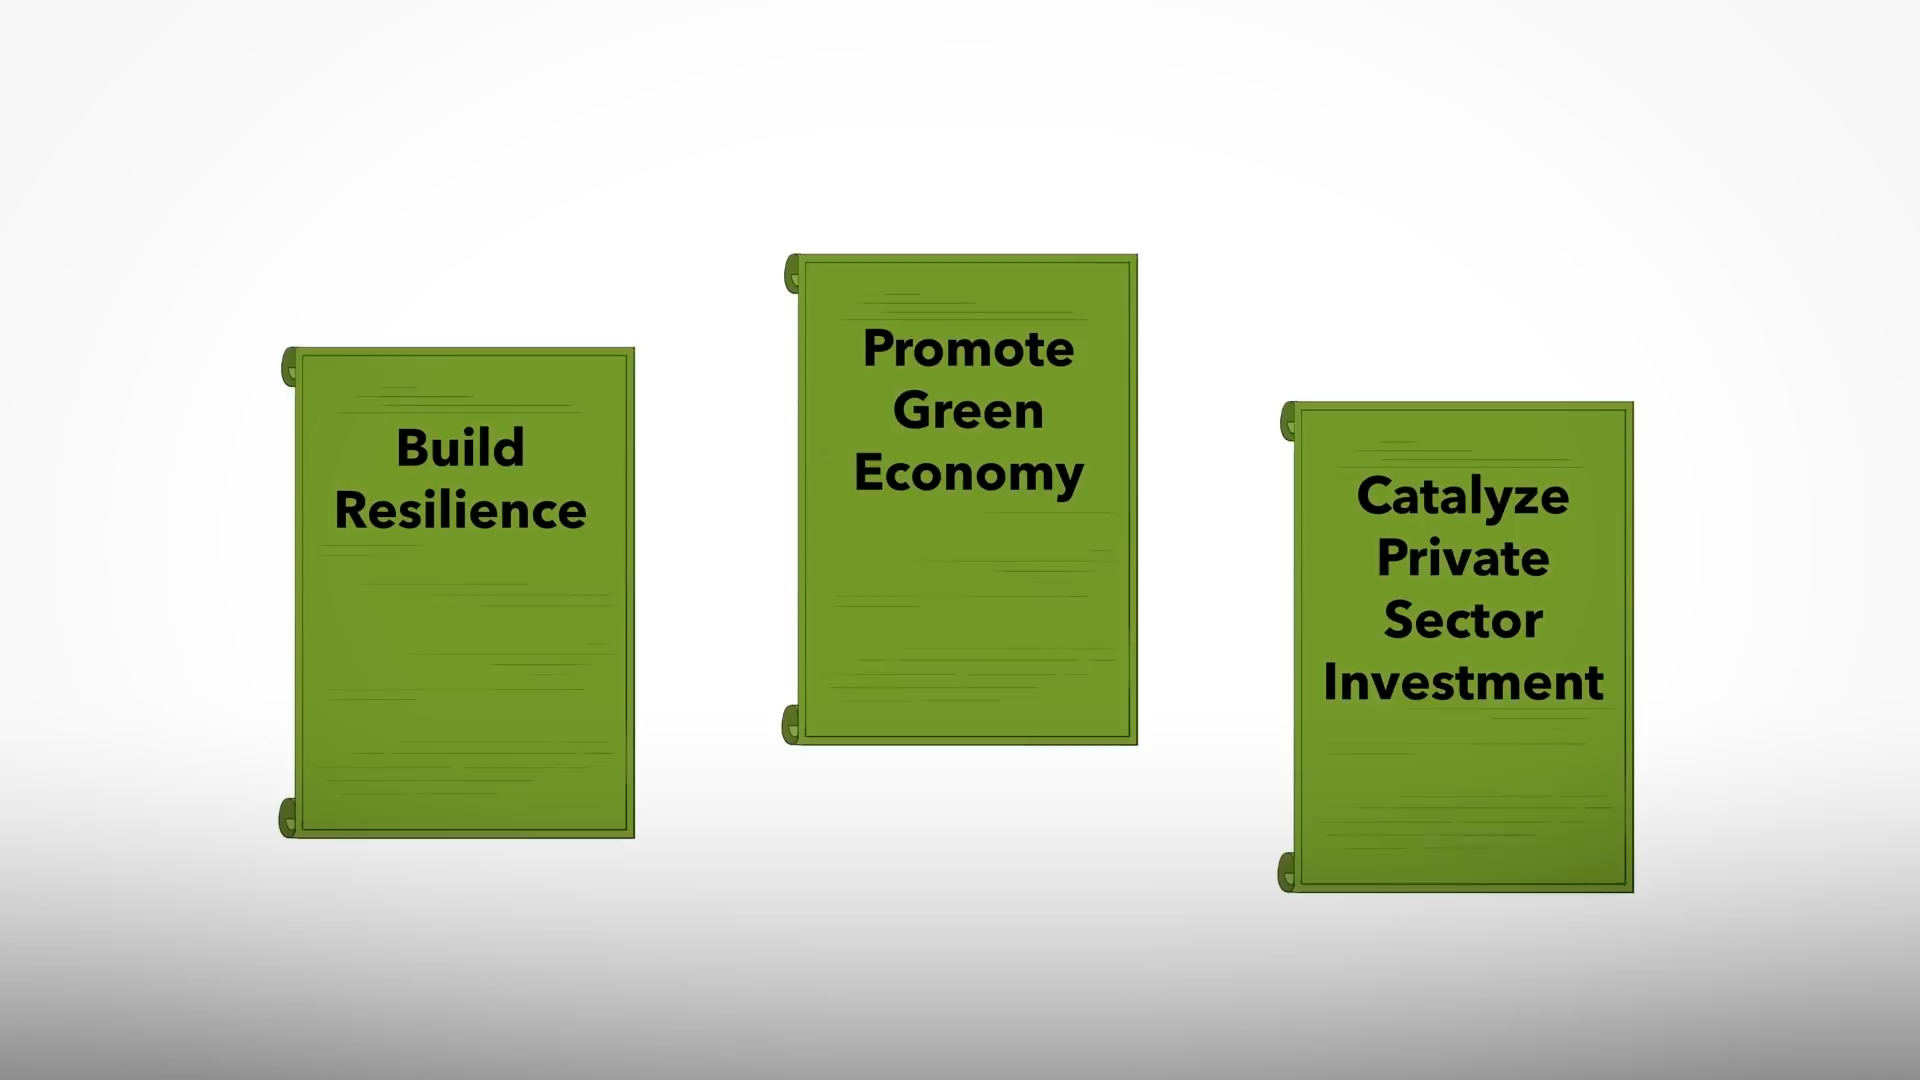 Build
Resilience
Promote
Green
Economy
Catalyze
Private
Sector
Investment